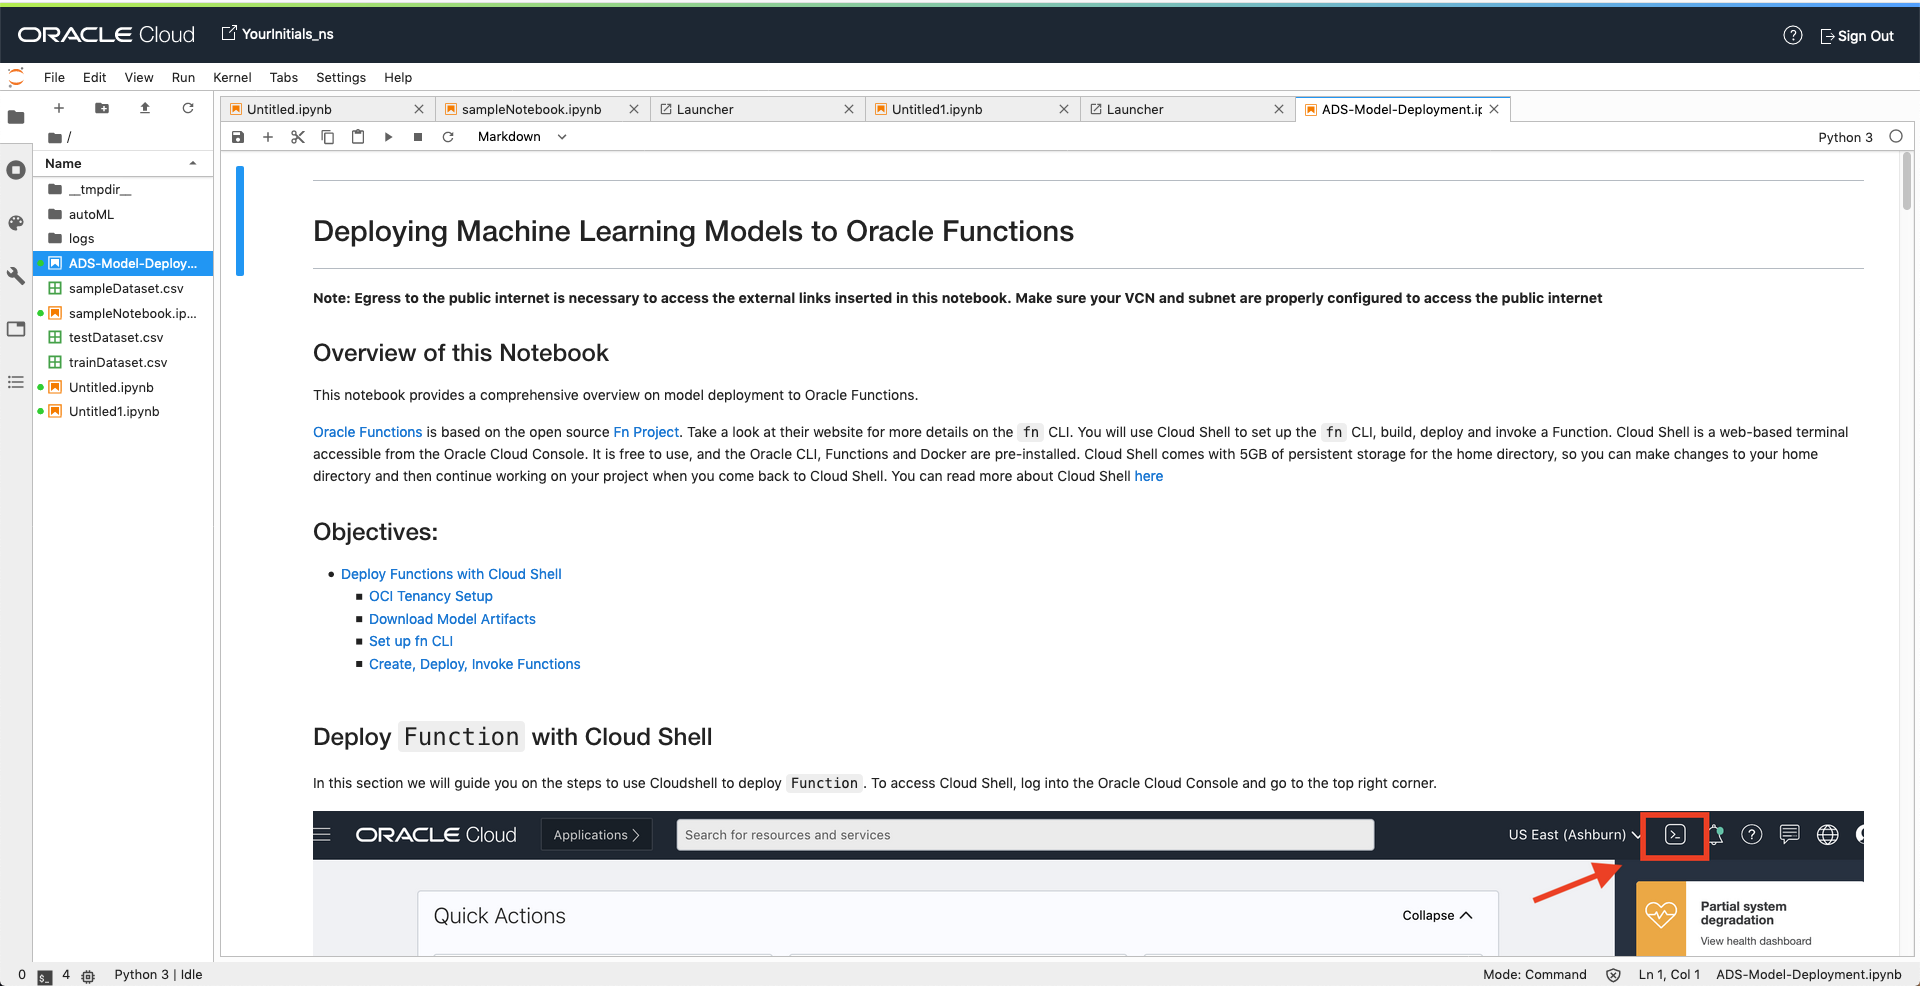 ORACLE Cloud YourInitials_ns Sign Out
File Edit View Run Kernel Tabs Settings Help
Untitled.ipynb sampleNotebook.ipynb Launcher Untitled1.ipynb Launcher ADS-Model-Deployment.ip
/
Markdown Python 3
Name
__tmpdir__
autoML
logs
ADS-Model-Deploy...
sampleDataset.csv
sampleNotebook.ip...
testDataset.csv
trainDataset.csv
Untitled.ipynb
Untitled1.ipynb
Deploying Machine Learning Models to Oracle Functions
Note: Egress to the public internet is necessary to access the external links inserted in this notebook. Make sure your VCN and subnet are properly configured to access the public internet
Overview of this Notebook
This notebook provides a comprehensive overview on model deployment to Oracle Functions.
Oracle Functions is based on the open source Fn Project. Take a look at their website for more details on the fn CLI. You will use Cloud Shell to set up the fn CLI, build, deploy and invoke a Function. Cloud Shell is a web-based terminal
accessible from the Oracle Cloud Console. It is free to use, and the Oracle CLI, Functions and Docker are pre-installed. Cloud Shell comes with 5GB of persistent storage for the home directory, so you can make changes to your home
directory and then continue working on your project when you come back to Cloud Shell. You can read more about Cloud Shell here
Objectives:
Deploy Functions with Cloud Shell
OCI Tenancy Setup
Download Model Artifacts
Set up fn CLI
Create, Deploy, Invoke Functions
Deploy Function with Cloud Shell
In this section we will guide you on the steps to use Cloudshell to deploy Function. To access Cloud Shell, log into the Oracle Cloud Console and go to the top right corner.
ORACLE Cloud Applications Search for resources and services US East (Ashburn)
Quick Actions Collapse
Partial system
degradation
View health dashboard
0 4 Python 3 | Idle Mode: Command Ln 1, Col 1 ADS-Model-Deployment.ipynb